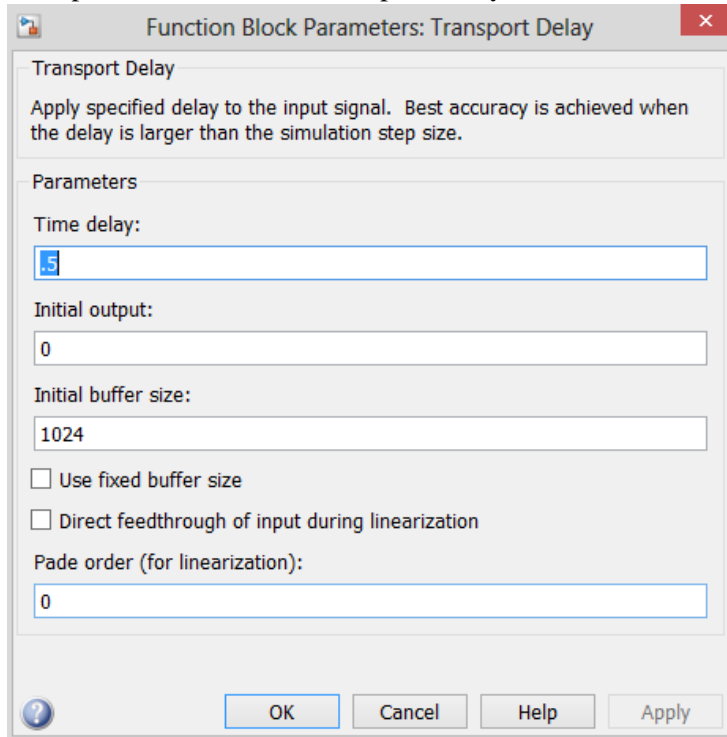 Function Block Parameters: Transport Delay
Transport Delay
Apply specified delay to the input signal. Best accuracy is achieved when
the delay is larger than the simulation step size.
Parameters
Time delay:
.5
Initial output:
0
Initial buffer size:
1024
Use fixed buffer size
Direct feedthrough of input during linearization
Pade order (for linearization):
0
OK Cancel Help Apply